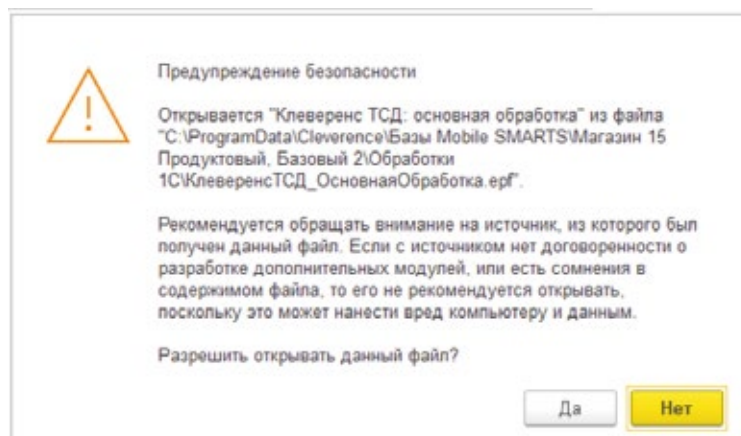 Предупреждение безопасности
Открывается "Клеверенс ТСД: основная обработка" из файла
"C:\ProgramData\Cleverence\Базы Mobile SMARTS\Магазин 15
Продуктовый, Базовый 2\Обработки
1С\КлеверенсТСД_ОсновнаяОбработка.epf".
Рекомендуется обращать внимание на источник, из которого был
получен данный файл. Если с источником нет договоренности о
разработке дополнительных модулей, или есть сомнения в
содержимом файла, то его не рекомендуется открывать,
поскольку это может нанести вред компьютеру и данным.
Разрешить открывать данный файл?
Да
Нет